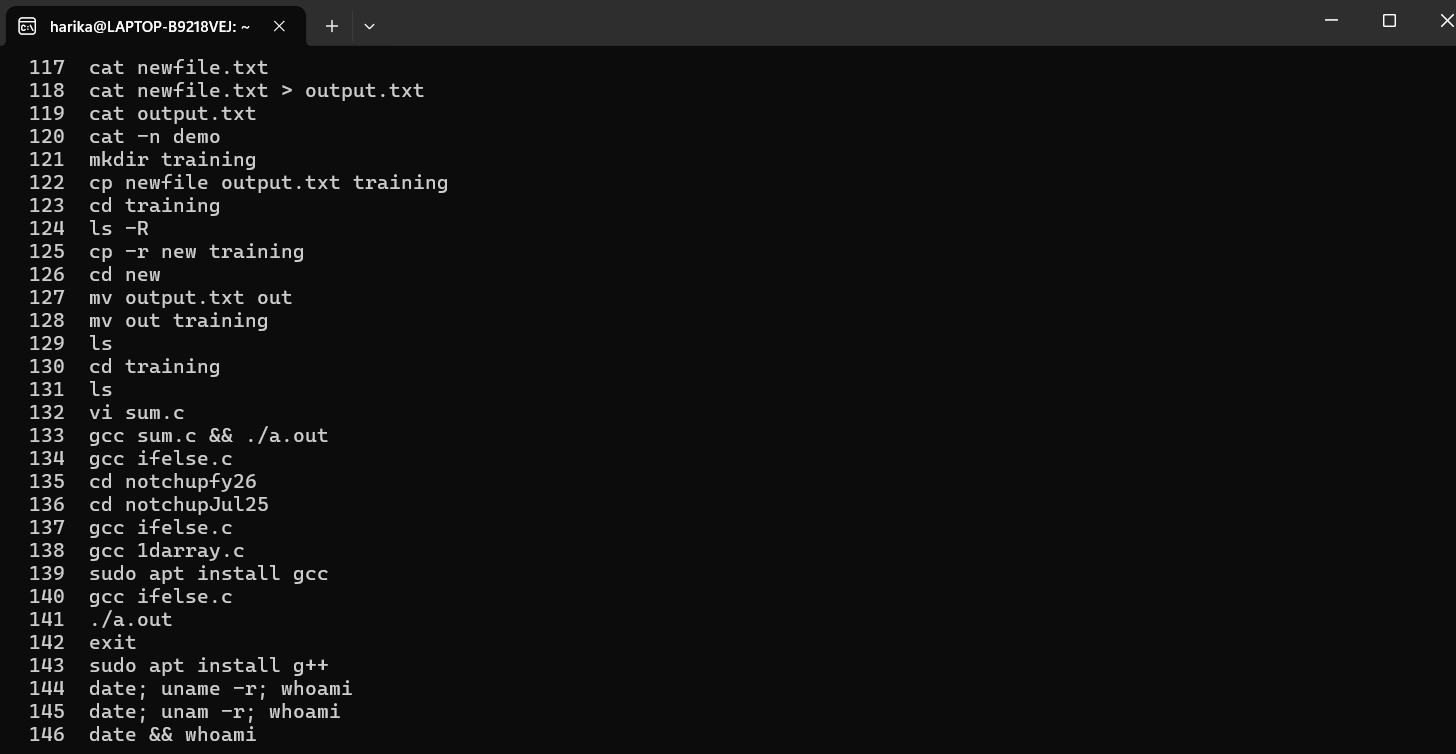 harika@LAPTOP-B9218VEJ: ~
117 cat newfile.txt
118 cat newfile.txt > output.txt
119 cat output.txt
120 cat -n demo
121 mkdir training
122 cp newfile output.txt training
123 cd training
124 ls -R
125 cp -r new training
126 cd new
127 mv output.txt out
128 mv out training
129 ls
130 cd training
131 ls
132 vi sum.c
133 gcc sum.c && ./a.out
134 gcc ifelse.c
135 cd notchupfy26
136 cd notchupJul25
137 gcc ifelse.c
138 gcc 1darray.c
139 sudo apt install gcc
140 gcc ifelse.c
141 ./a.out
142 exit
143 sudo apt install g++
144 date; uname -r; whoami
145 date; unam -r; whoami
146 date && whoami